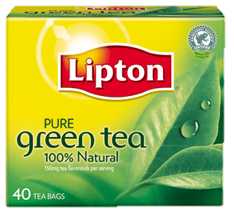 Lipton
PURE
green tea
100% Natural
150mg tea flavonoids per serving
40 TEA BAGS